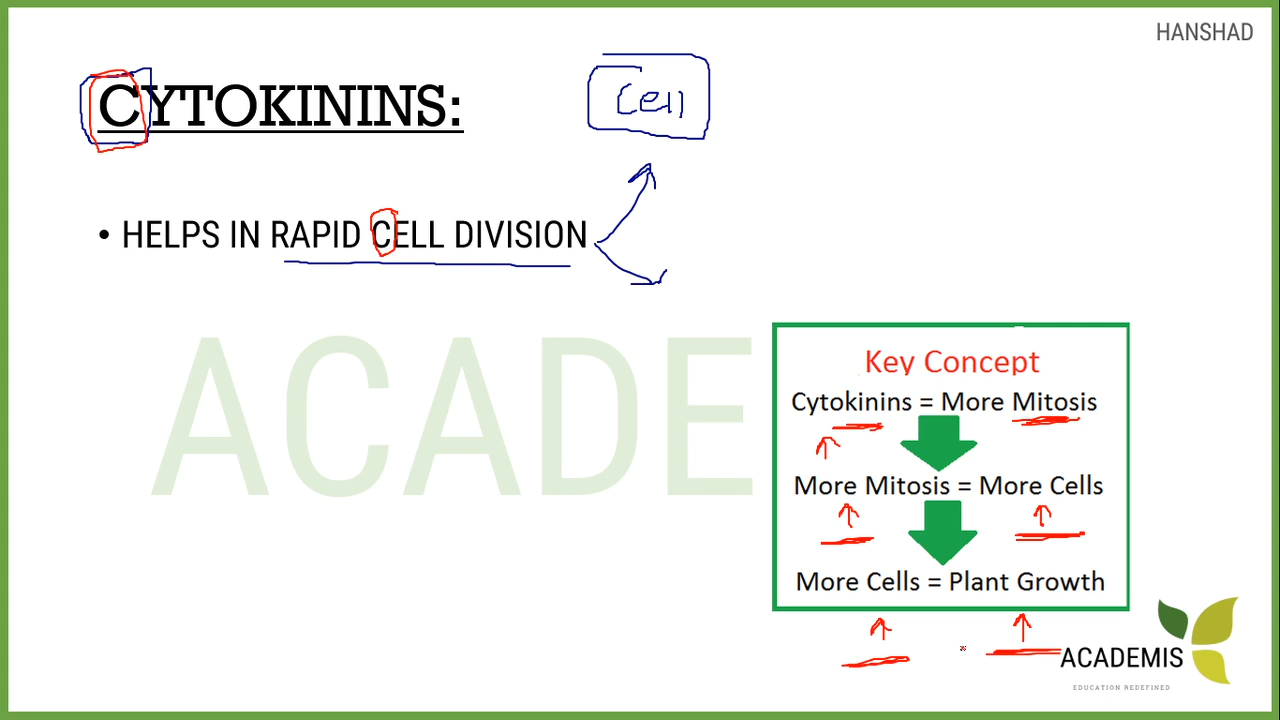 HANSHAD
CYTOKININS:
Cell
• HELPS IN RAPID CELL DIVISION
ACADE
Key Concept
Cytokinins = More Mitosis
More Mitosis = More Cells
More Cells = Plant Growth
ACADEMIS
EDUCATION REDEFINED